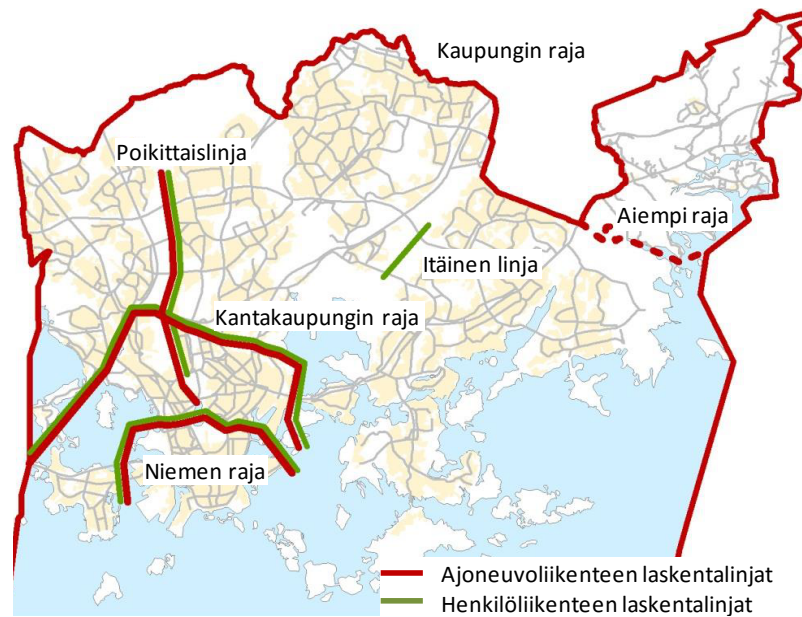 Kaupungin raja
Poikittaislinja
Aiempi raja
Itäinen linja
Kantakaupungin raja
Niemen raja
Ajoneuvoliikenteen laskentalinjat
Henkilöliikenteen laskentalinjat